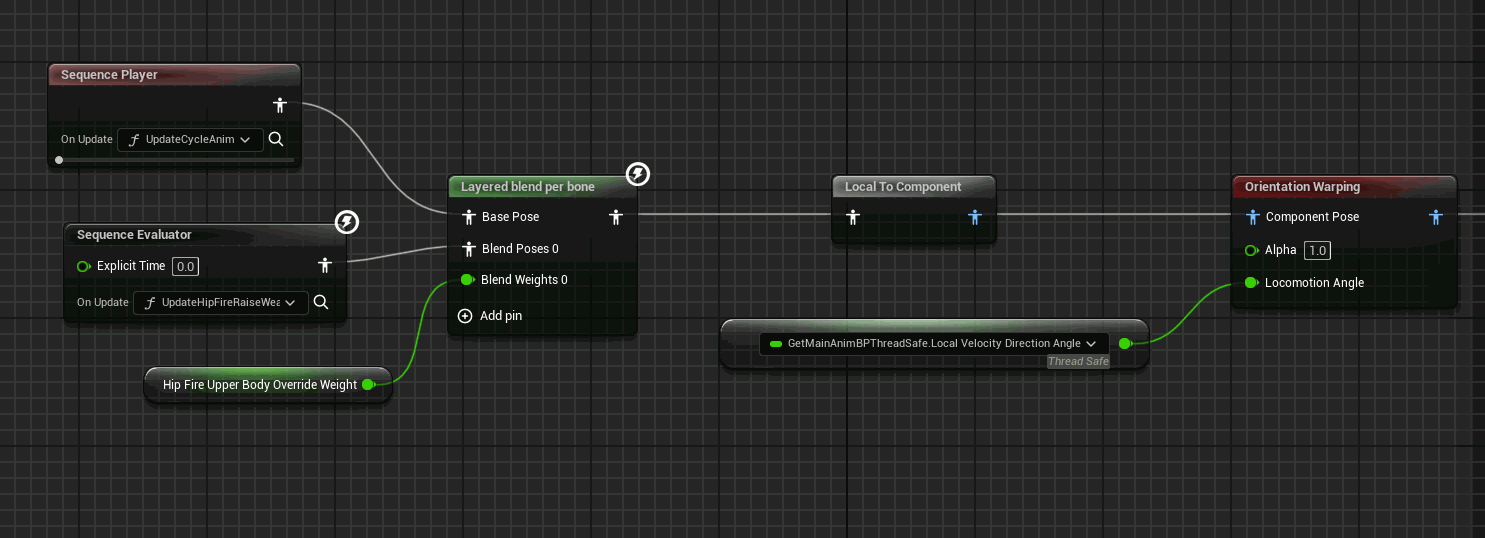 Sequence Player
On Update UpdateCycleAnim
Sequence Evaluator
Explicit Time 0.0
On Update UpdateHipFireRaiseWea
Hip Fire Upper Body Override Weight
Layered blend per bone
Base Pose
Blend Poses 0
Blend Weights 0
Add pin
Local To Component
GetMainAnimBPThreadSafe.Local Velocity Direction Angle
Thread Safe
Orientation Warping
Component Pose
Alpha 1.0
Locomotion Angle